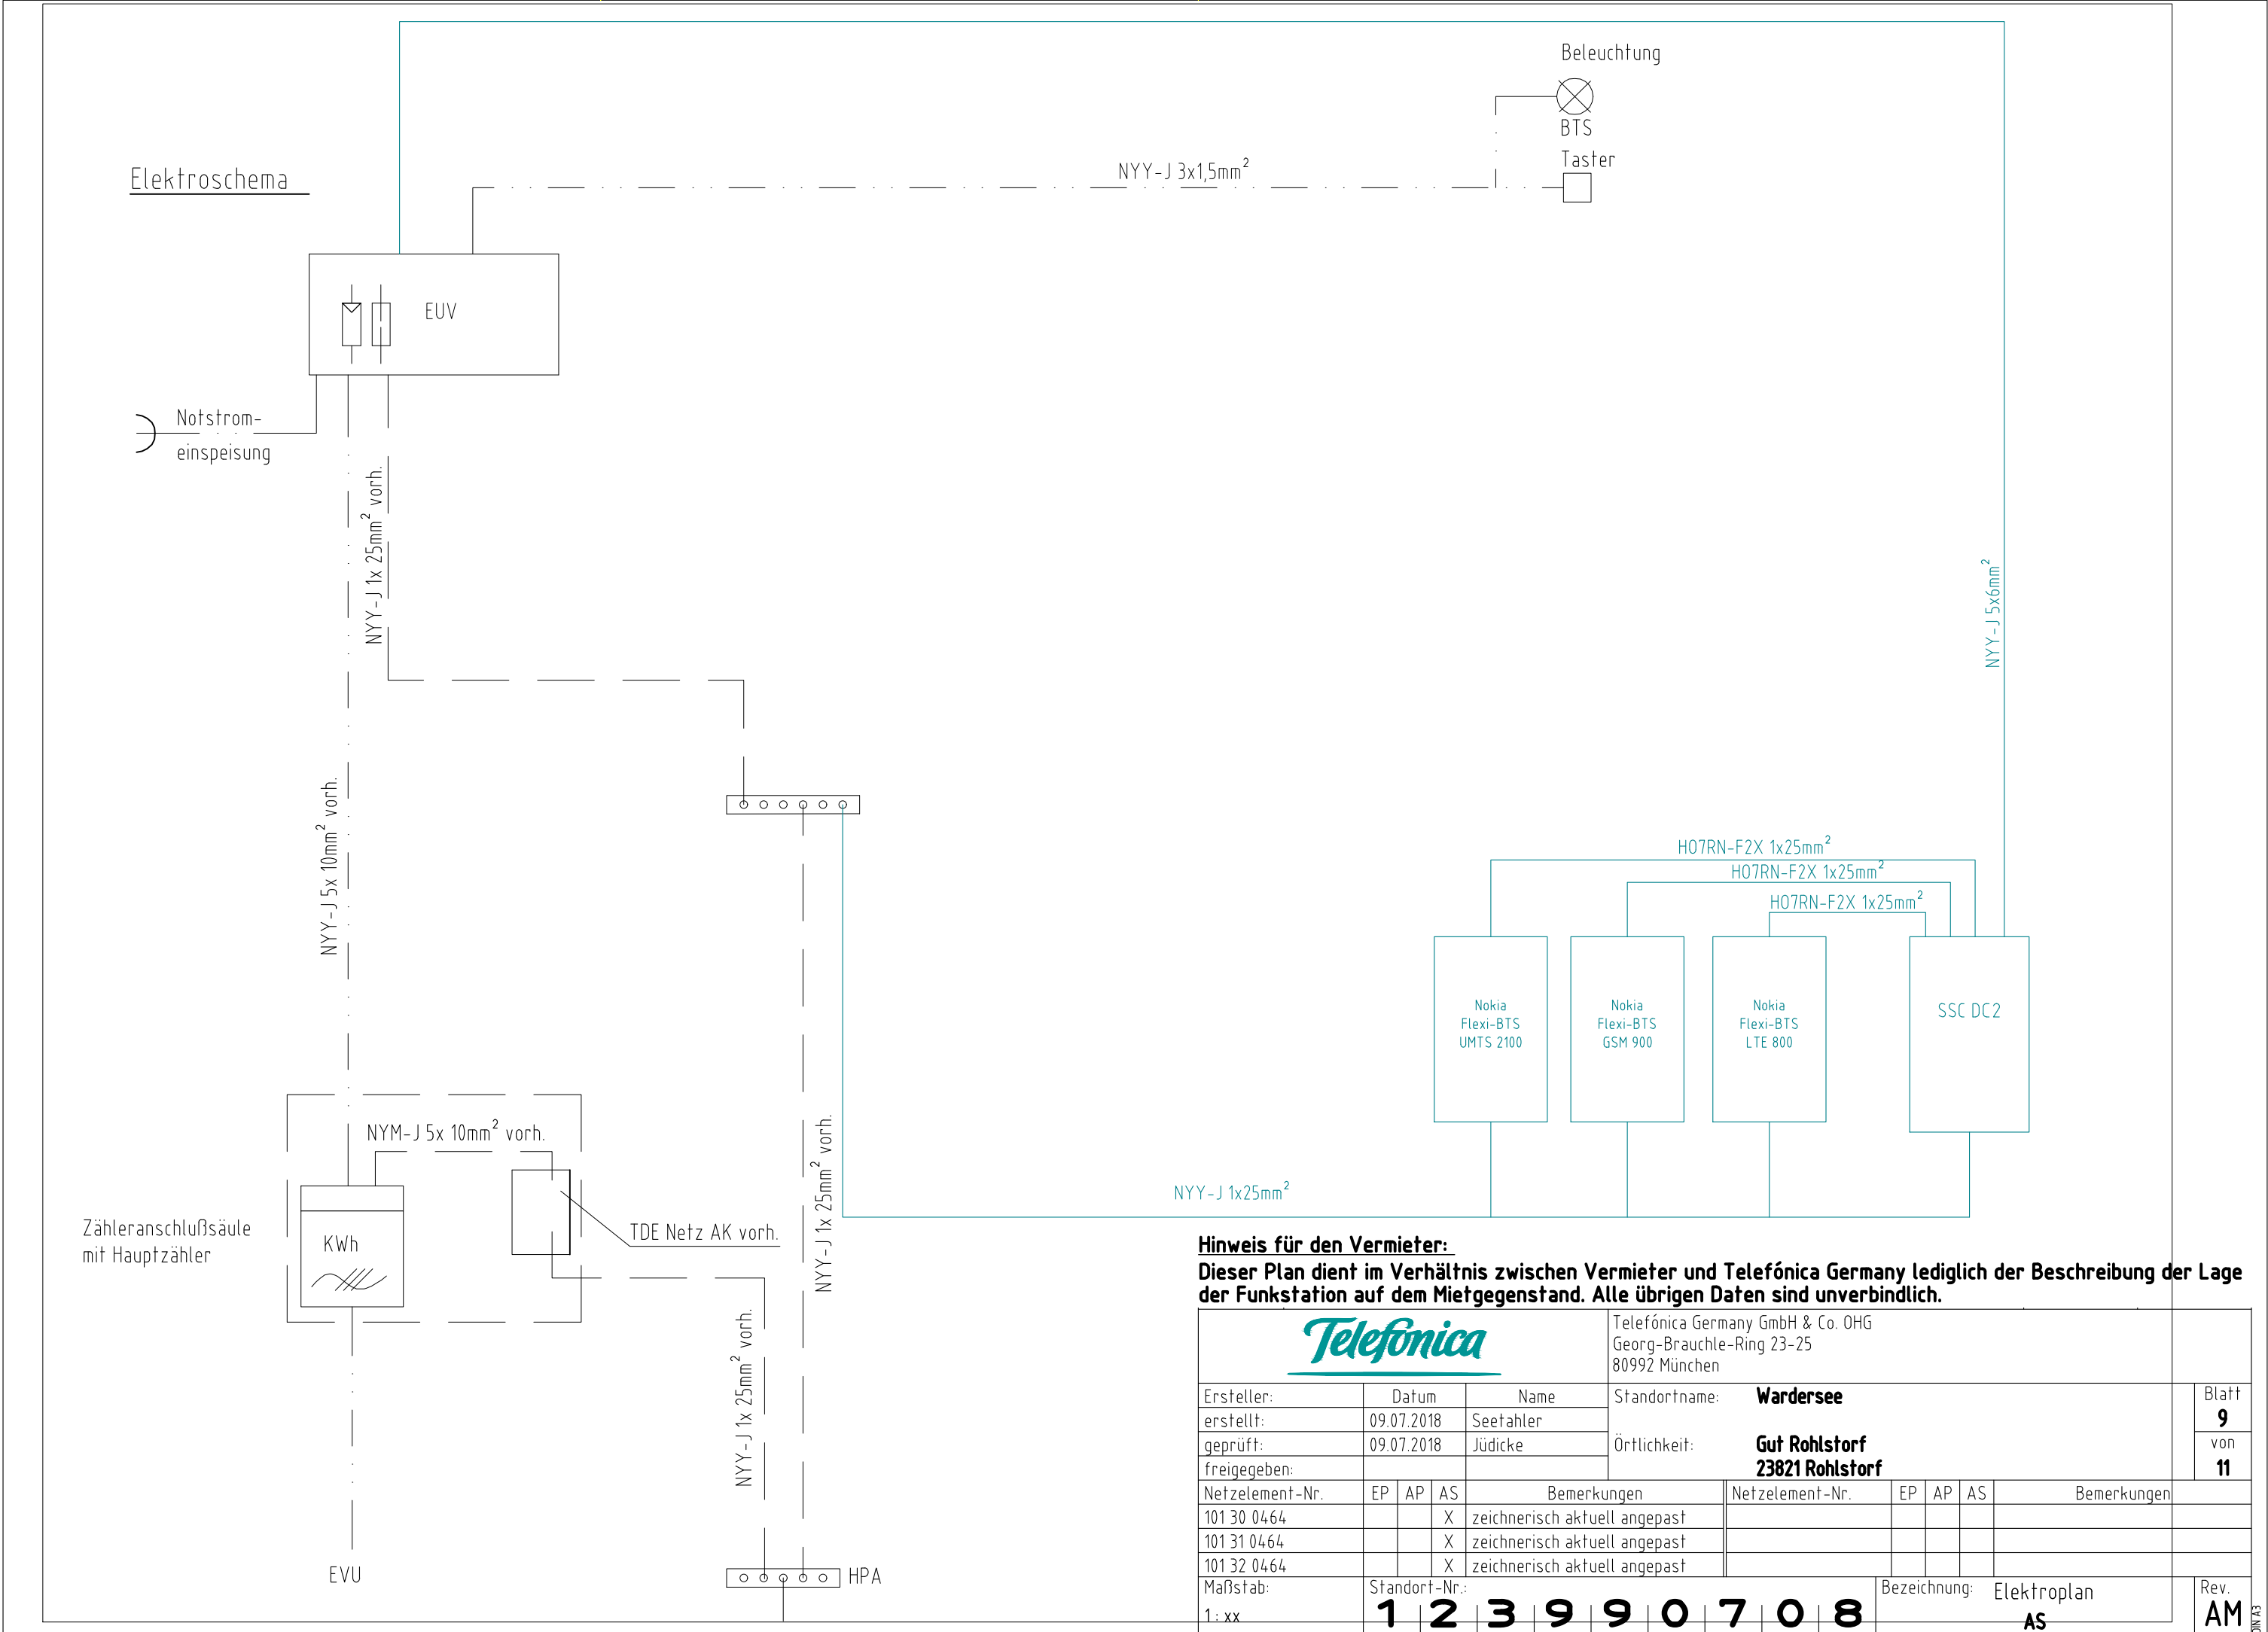 Beleuchtung
BTS
Taster
NYY-J 3x1,5mm²
Elektroschema
EUV
Notstrom-
einspeisung
NYY-J 1x 25mm² vorh.
NYY-J 5x6mm²
NYY-J 5x 10mm² vorh.
H07RN-F2X 1x25mm²
H07RN-F2X 1x25mm²
H07RN-F2X 1x25mm²
Nokia
Flexi-BTS
UMTS 2100
Nokia
Flexi-BTS
GSM 900
Nokia
Flexi-BTS
LTE 800
SSC DC2
NYM-J 5x 10mm² vorh.
NYY-J 1x 25mm² vorh.
NYY-J 1x25mm²
Zähleranschlußsäule
mit Hauptzähler
KWh
TDE Netz AK vorh.
NYY-J 1x 25mm² vorh.
EVU
HPA
Hinweis für den Vermieter:
Dieser Plan dient im Verhältnis zwischen Vermieter und Telefónica Germany lediglich der Beschreibung der Lage
der Funkstation auf dem Mietgegenstand. Alle übrigen Daten sind unverbindlich.
Telefónica
Telefónica Germany GmbH & Co. OHG
Georg-Brauchle-Ring 23-25
80992 München
Ersteller: Datum Name Standortname: Wardersee Blatt
erstellt: 09.07.2018 Seetahler 9
geprüft: 09.07.2018 Jüdicke Örtlichkeit: Gut Rohlstorf von
freigegeben: 23821 Rohlstorf 11
Netzelement-Nr. EP AP AS Bemerkungen Netzelement-Nr. EP AP AS Bemerkungen
101 30 0464 X zeichnerisch aktuell angepast
101 31 0464 X zeichnerisch aktuell angepast
101 32 0464 X zeichnerisch aktuell angepast
Maßstab: Standort-Nr.: Bezeichnung: Elektroplan Rev.
1 : xx 1 2 3 9 9 0 7 0 8 AS AM
DIN A3